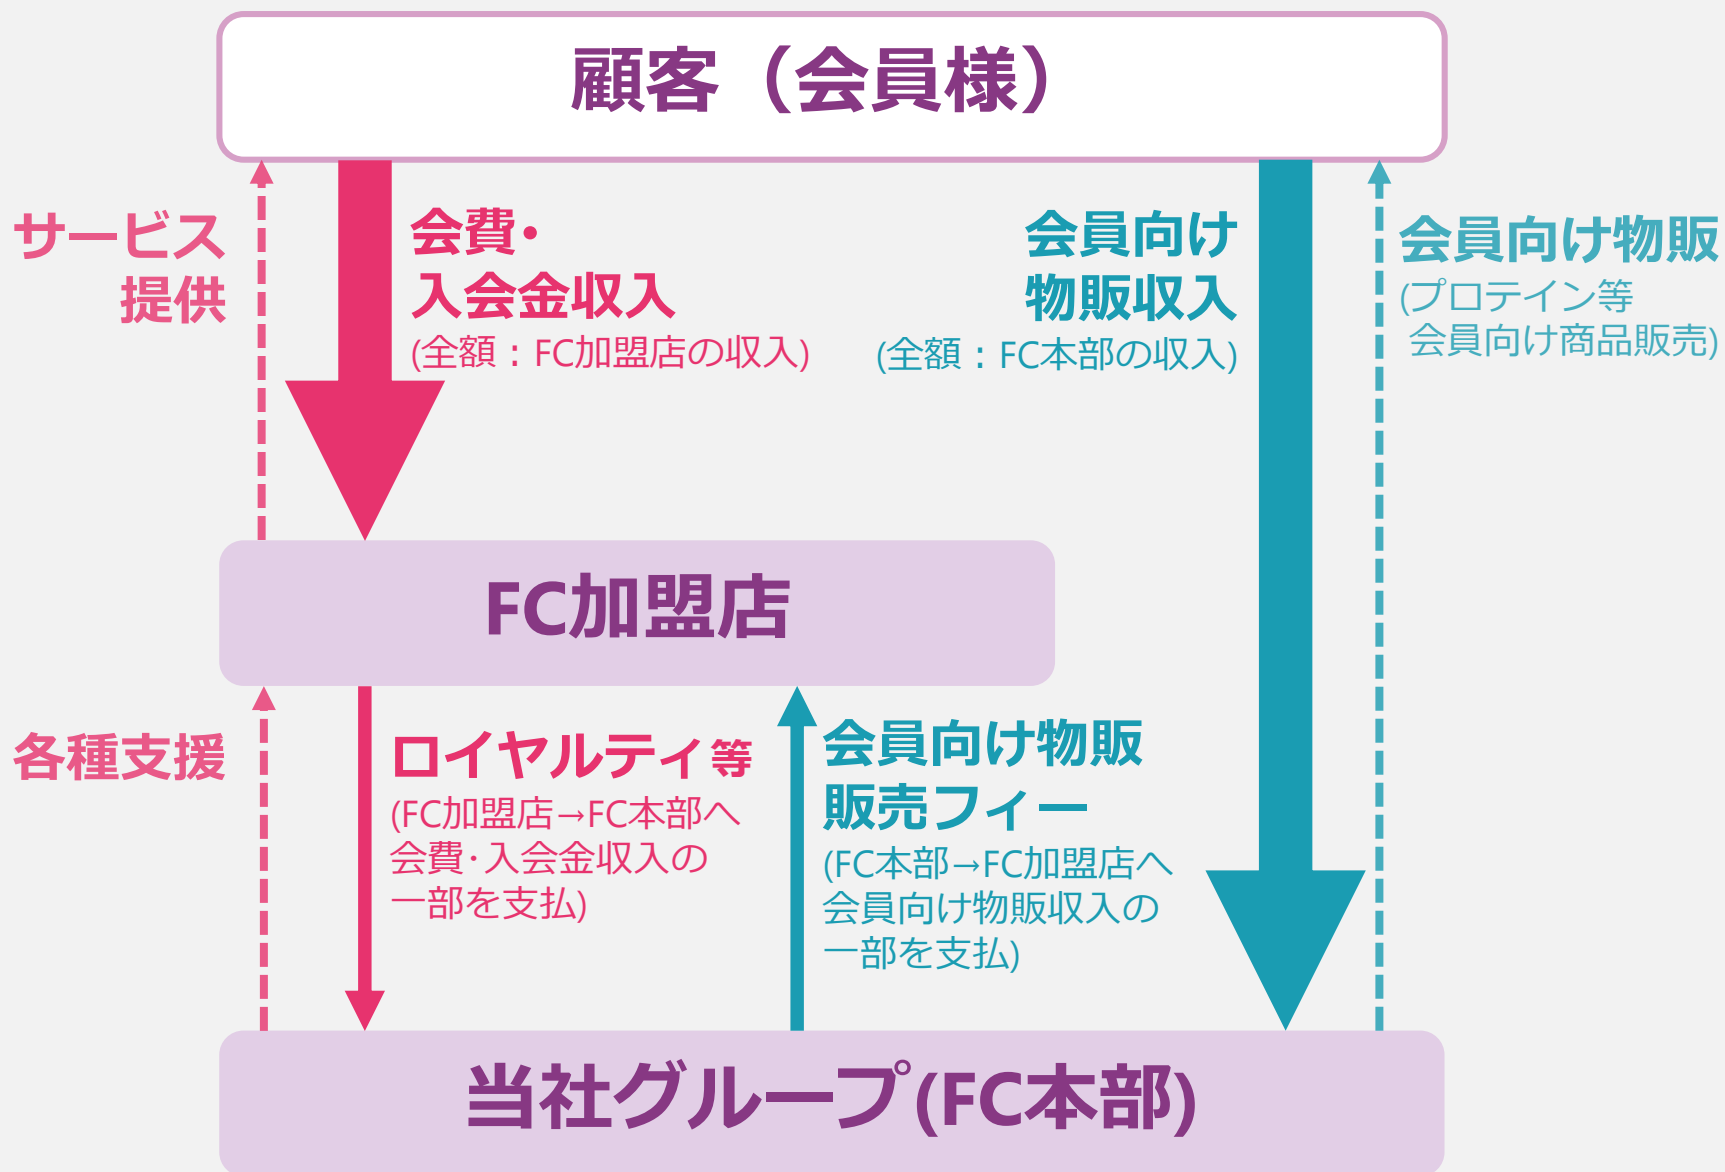 顧客（会員様）
サービス
提供
会費・
入会金収入
(全額：FC加盟店の収入)
会員向け
物販収入
(全額：FC本部の収入)
会員向け物販
(プロテイン等
会員向け商品販売)
FC加盟店
各種支援
ロイヤルティ等
(FC加盟店→FC本部へ
会費・入会金収入の
一部を支払)
会員向け物販
販売フィー
(FC本部→FC加盟店へ
会員向け物販収入の
一部を支払)
当社グループ(FC本部)